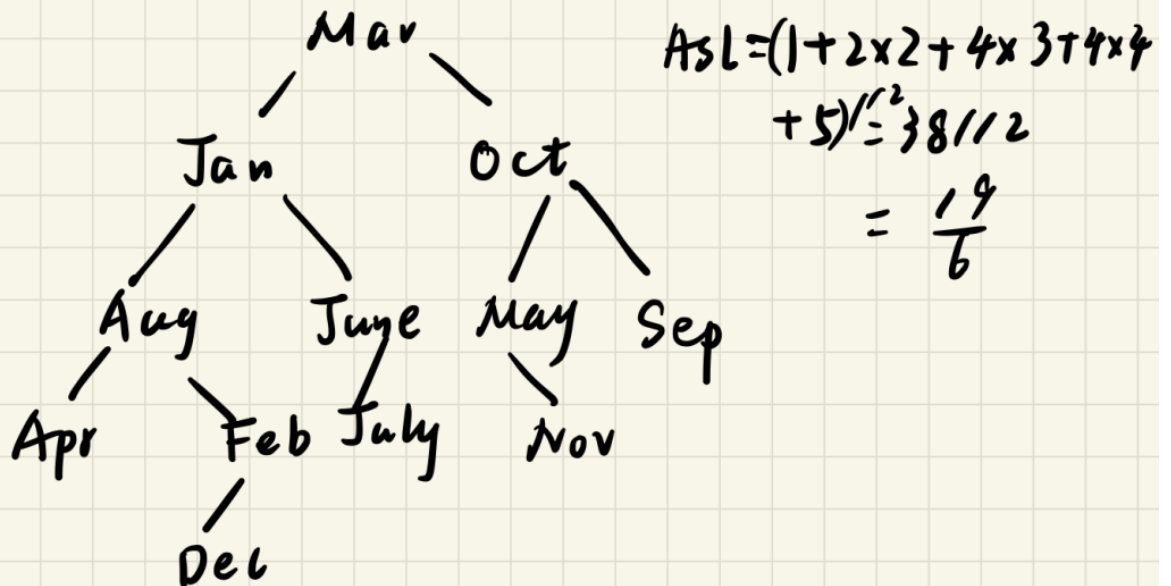 Mar
Asl=(1+2×2+4×3+4×4
+5)/12=38/12
= 19/6
Jan Oct
Aug June May Sep
Apr Feb July Nov
Dec